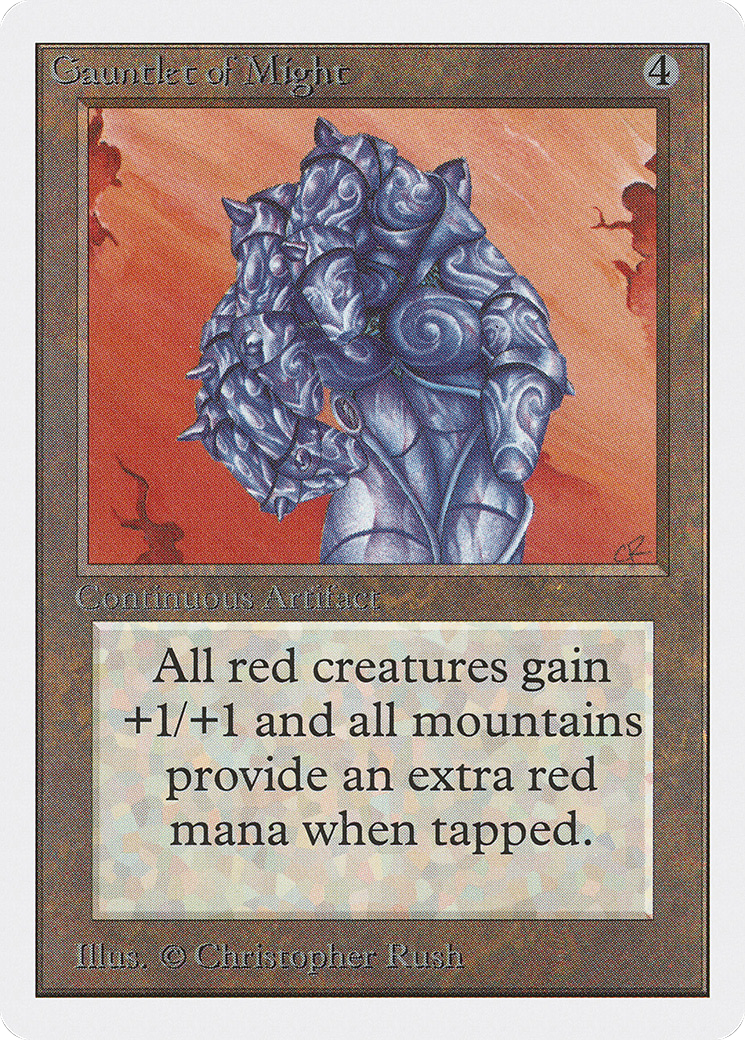 Gauntlet of Might
4
CR
Continuous Artifact
All red creatures gain
+1/+1 and all mountains
provide an extra red
mana when tapped.
Illus. © Christopher Rush